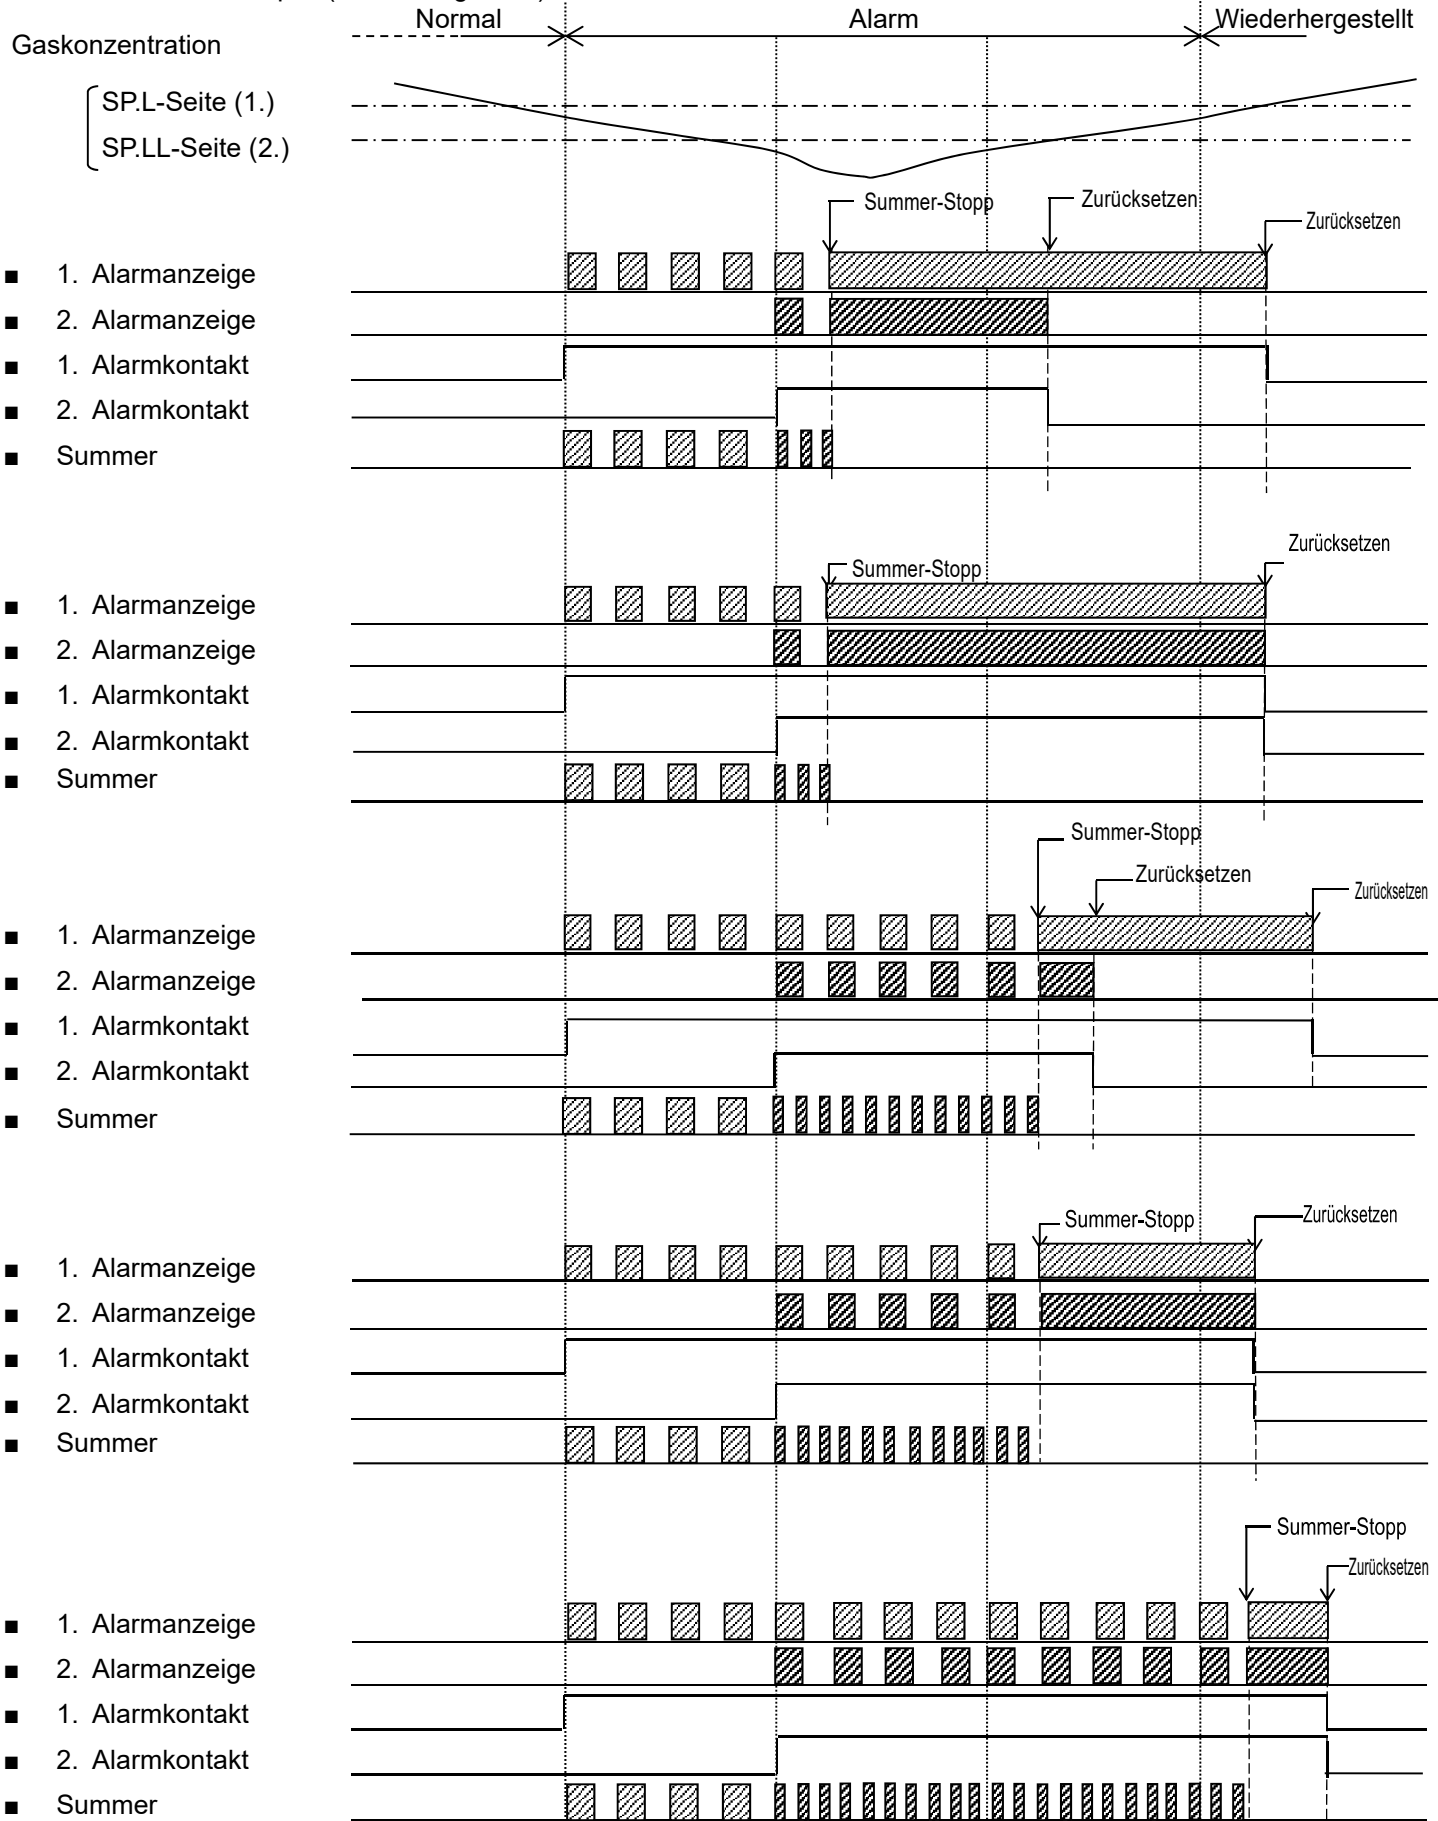 Normal
Alarm
Wiederhergestellt
Gaskonzentration
SP.L-Seite (1.)
SP.LL-Seite (2.)
Summer-Stopp
Zurücksetzen
Zurücksetzen
■ 1. Alarmanzeige
■ 2. Alarmanzeige
■ 1. Alarmkontakt
■ 2. Alarmkontakt
■ Summer
Zurücksetzen
Summer-Stopp
■ 1. Alarmanzeige
■ 2. Alarmanzeige
■ 1. Alarmkontakt
■ 2. Alarmkontakt
■ Summer
Summer-Stopp
Zurücksetzen
Zurücksetzen
■ 1. Alarmanzeige
■ 2. Alarmanzeige
■ 1. Alarmkontakt
■ 2. Alarmkontakt
■ Summer
Summer-Stopp
Zurücksetzen
■ 1. Alarmanzeige
■ 2. Alarmanzeige
■ 1. Alarmkontakt
■ 2. Alarmkontakt
■ Summer
Summer-Stopp
Zurücksetzen
■ 1. Alarmanzeige
■ 2. Alarmanzeige
■ 1. Alarmkontakt
■ 2. Alarmkontakt
■ Summer